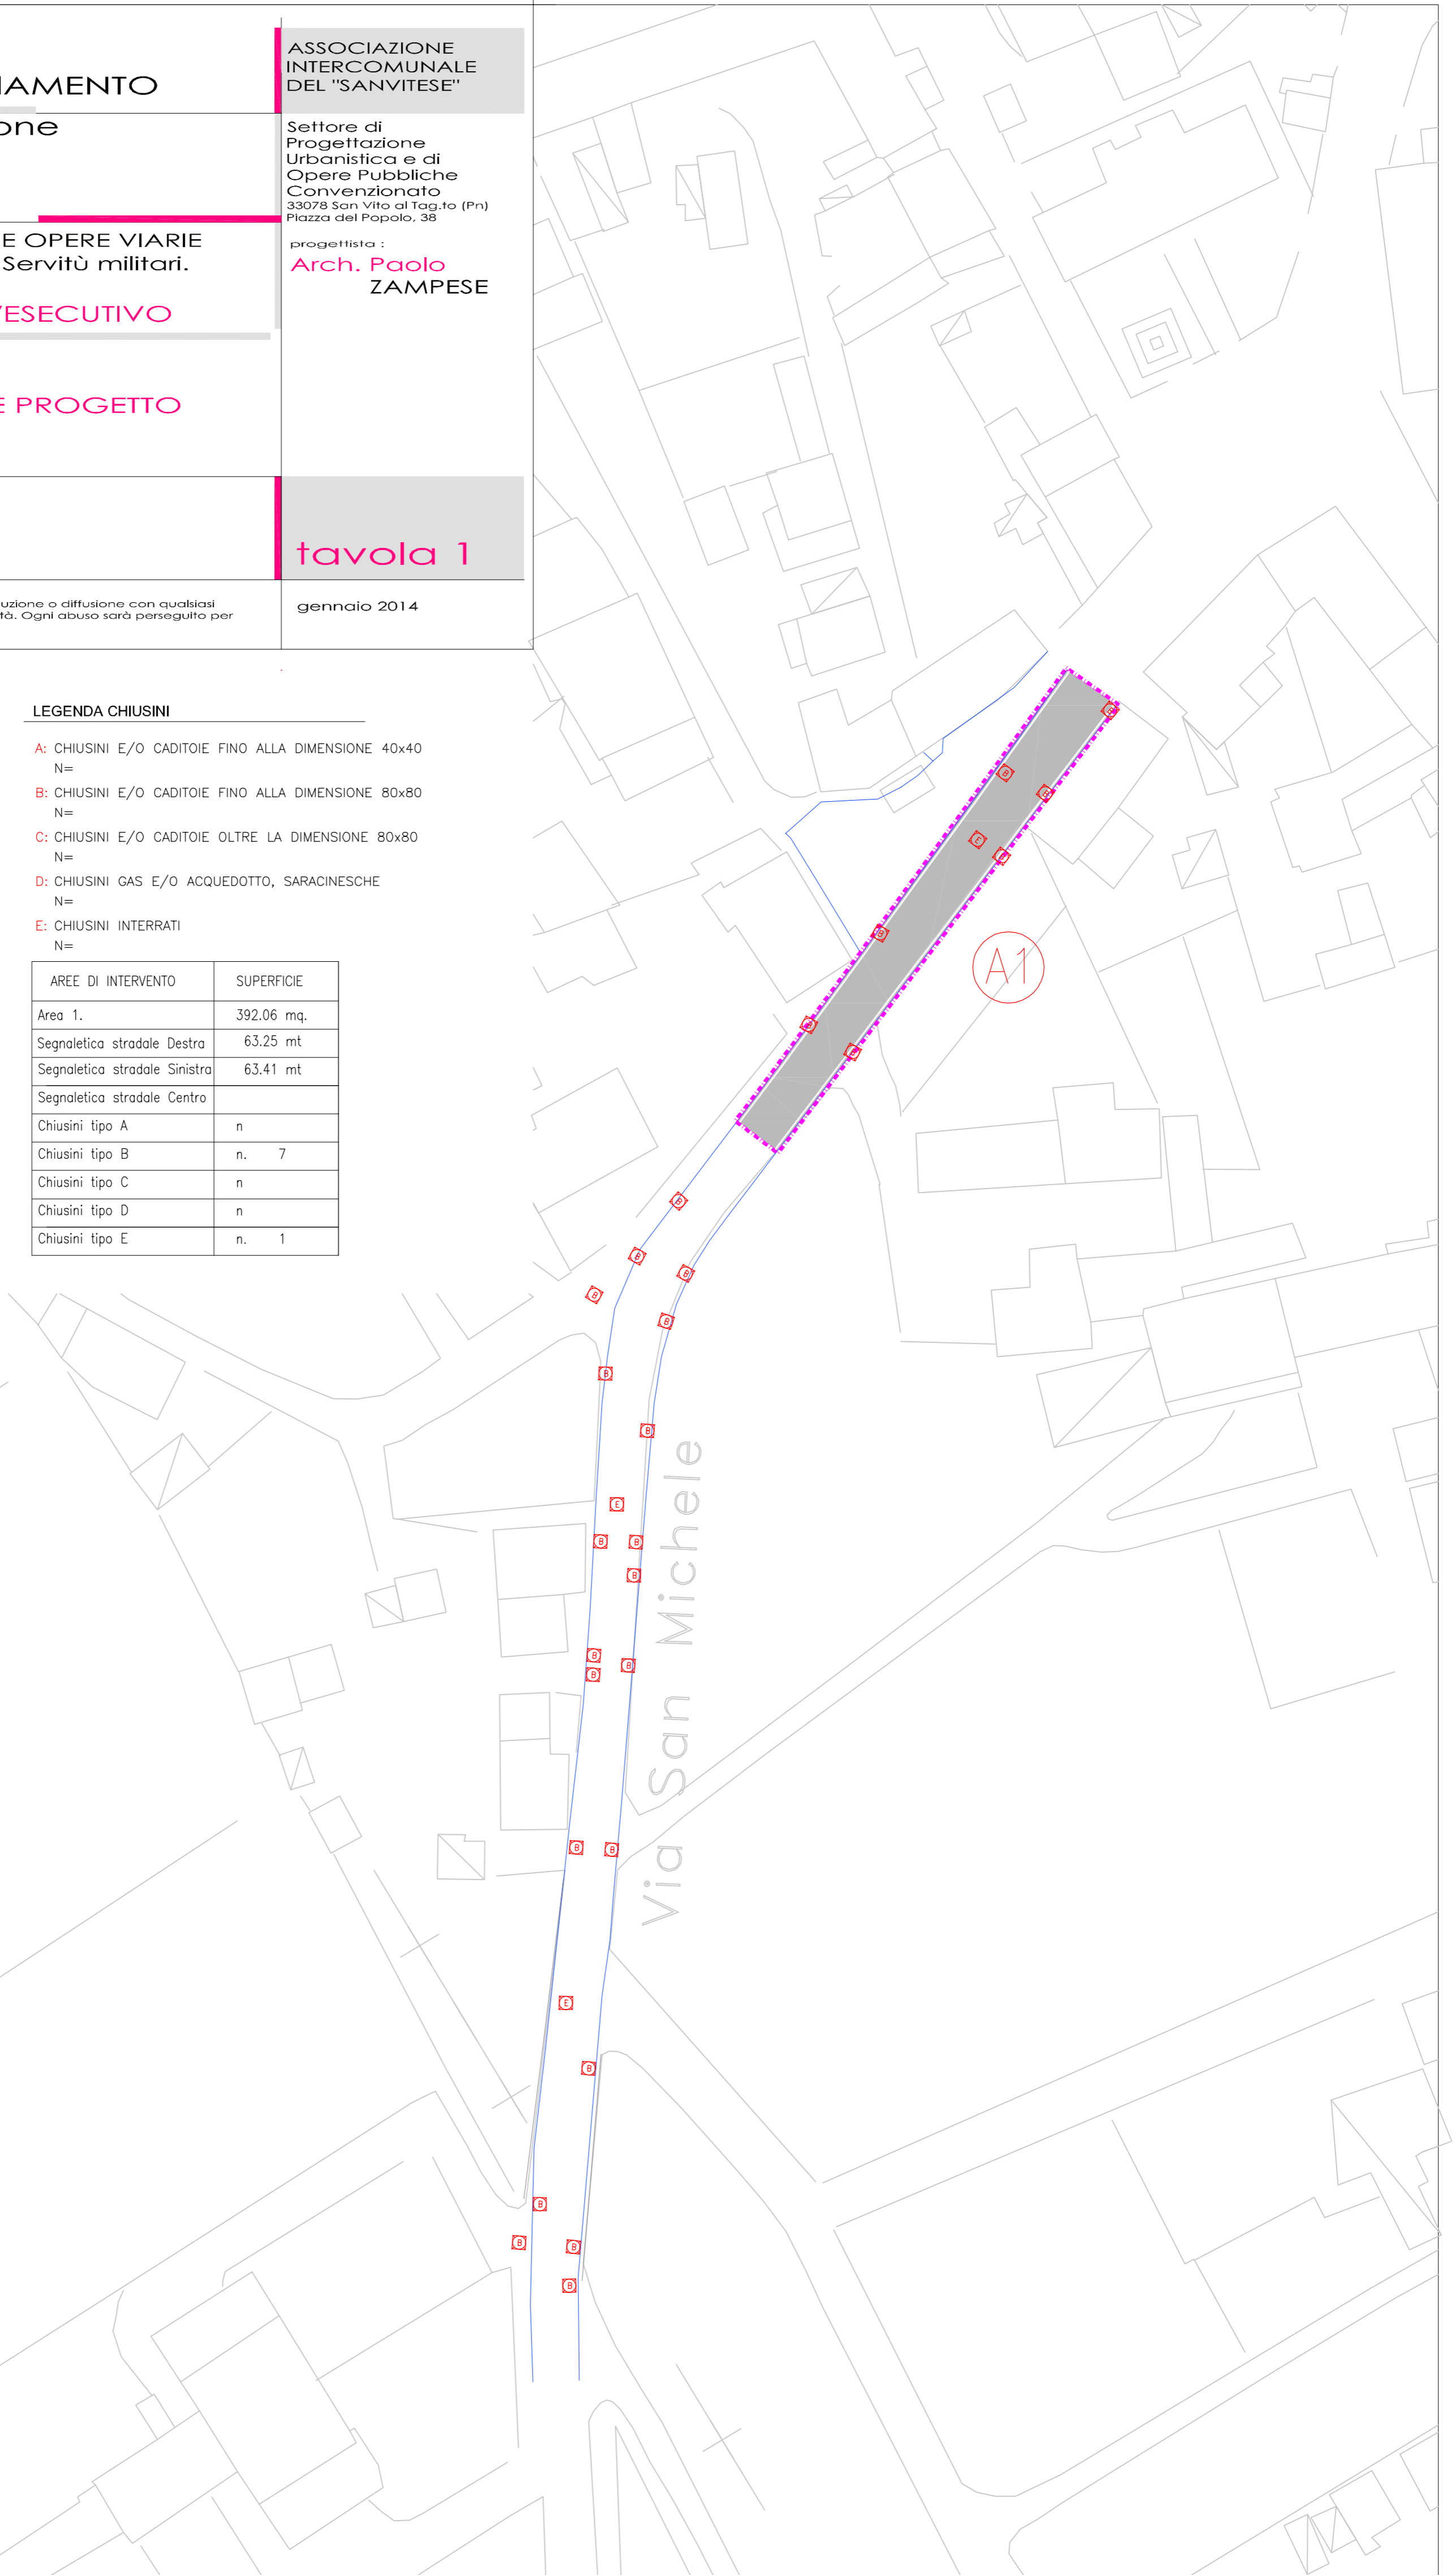 IAMENTO
one
E OPERE VIARIE
Servitù militari.
/ESECUTIVO
E PROGETTO
uzione o diffusione con qualsiasi
tà. Ogni abuso sarà perseguito per
ASSOCIAZIONE
INTERCOMUNALE
DEL "SANVITESE"
Settore di
Progettazione
Urbanistica e di
Opere Pubbliche
Convenzionato
33078 San Vito al Tag.to (Pn)
Piazza del Popolo, 38
progettista :
Arch. Paolo
ZAMPESE
tavola 1
gennaio 2014
LEGENDA CHIUSINI
A: CHIUSINI E/O CADITOIE FINO ALLA DIMENSIONE 40x40
N=
B: CHIUSINI E/O CADITOIE FINO ALLA DIMENSIONE 80x80
N=
C: CHIUSINI E/O CADITOIE OLTRE LA DIMENSIONE 80x80
N=
D: CHIUSINI GAS E/O ACQUEDOTTO, SARACINESCHE
N=
E: CHIUSINI INTERRATI
N=
AREE DI INTERVENTO SUPERFICIE
Area 1. 392.06 mq.
Segnaletica stradale Destra 63.25 mt
Segnaletica stradale Sinistra 63.41 mt
Segnaletica stradale Centro
Chiusini tipo A n
Chiusini tipo B n. 7
Chiusini tipo C n
Chiusini tipo D n
Chiusini tipo E n. 1
B
B
B
E
B
B
B
B
A1
B
B
B
B
B
B
B
E
B
B
B
B
B
B
B
B
E
B
B
B
B
B
Via San Michele